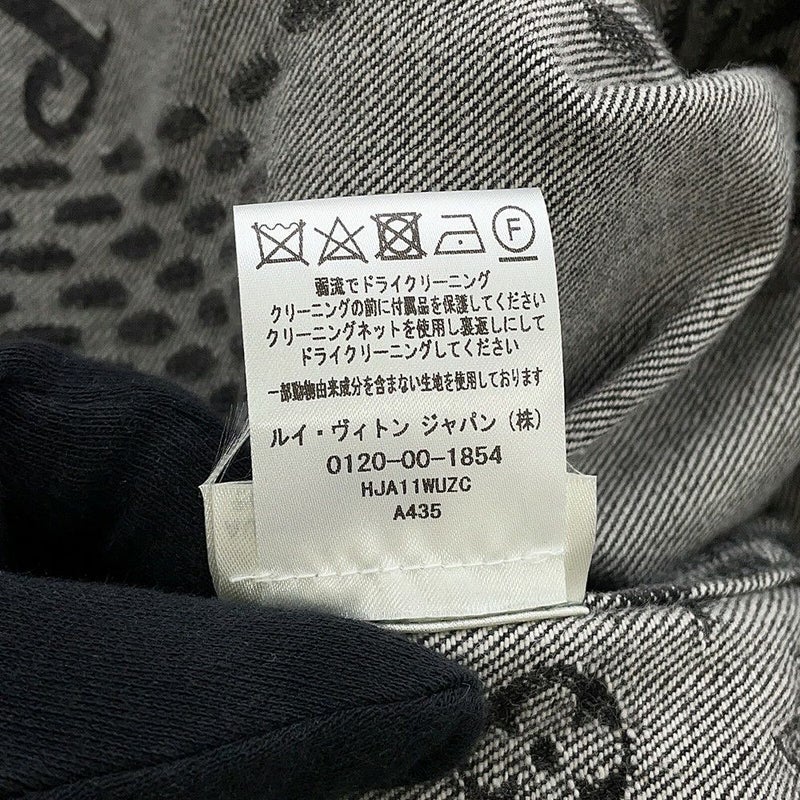 F
弱流でドライクリーニング
クリーニングの前に付属品を保護してください
クリーニングネットを使用し裏返しにして
ドライクリーニングしてください
一部動物由来成分を含まない生地を使用しております
ルイ・ヴィトン ジャパン (株)
0120-00-1854
HJA11WUZC
A435